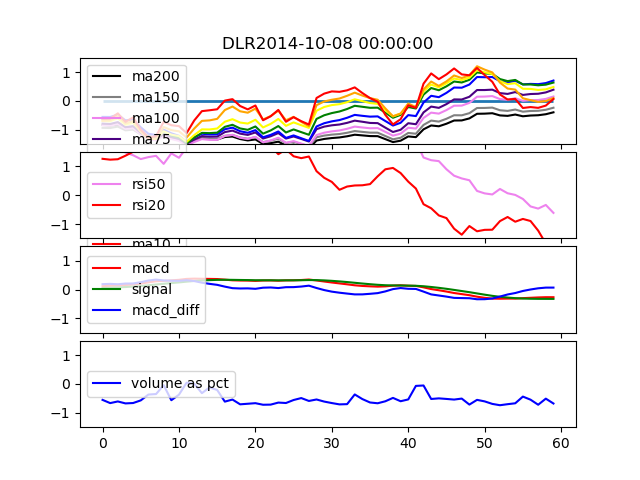 DLR2014-10-08 00:00:00
1
0
−1
ma200
ma150
ma100
ma75
1
0
−1
rsi50
rsi20
ma10
1
0
−1
macd
signal
macd_diff
1
0
−1
volume as pct
0 10 20 30 40 50 60